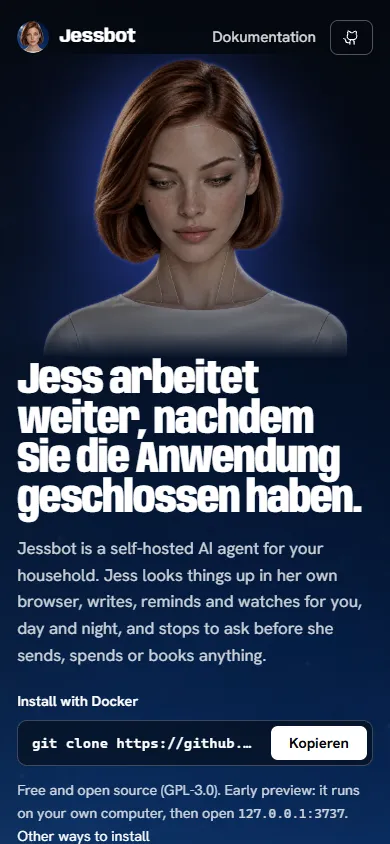 Jessbot
Dokumentation
Jess arbeitet
weiter, nachdem
Sie die Anwendung
geschlossen haben.
Jessbot is a self-hosted AI agent for your
household. Jess looks things up in her own
browser, writes, reminds and watches for you,
day and night, and stops to ask before she
sends, spends or books anything.
Install with Docker
git clone https://github.…
Kopieren
Free and open source (GPL-3.0). Early preview: it runs
on your own computer, then open 127.0.0.1:3737.
Other ways to install